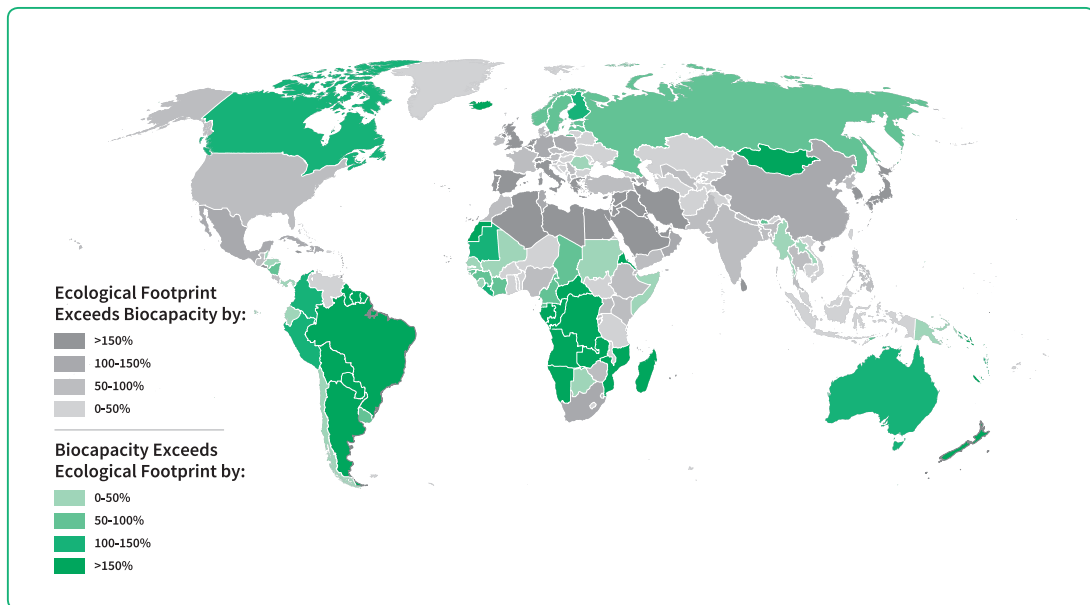 Ecological Footprint
Exceeds Biocapacity by:
>150%
100-150%
50-100%
0-50%
Biocapacity Exceeds
Ecological Footprint by:
0-50%
50-100%
100-150%
>150%